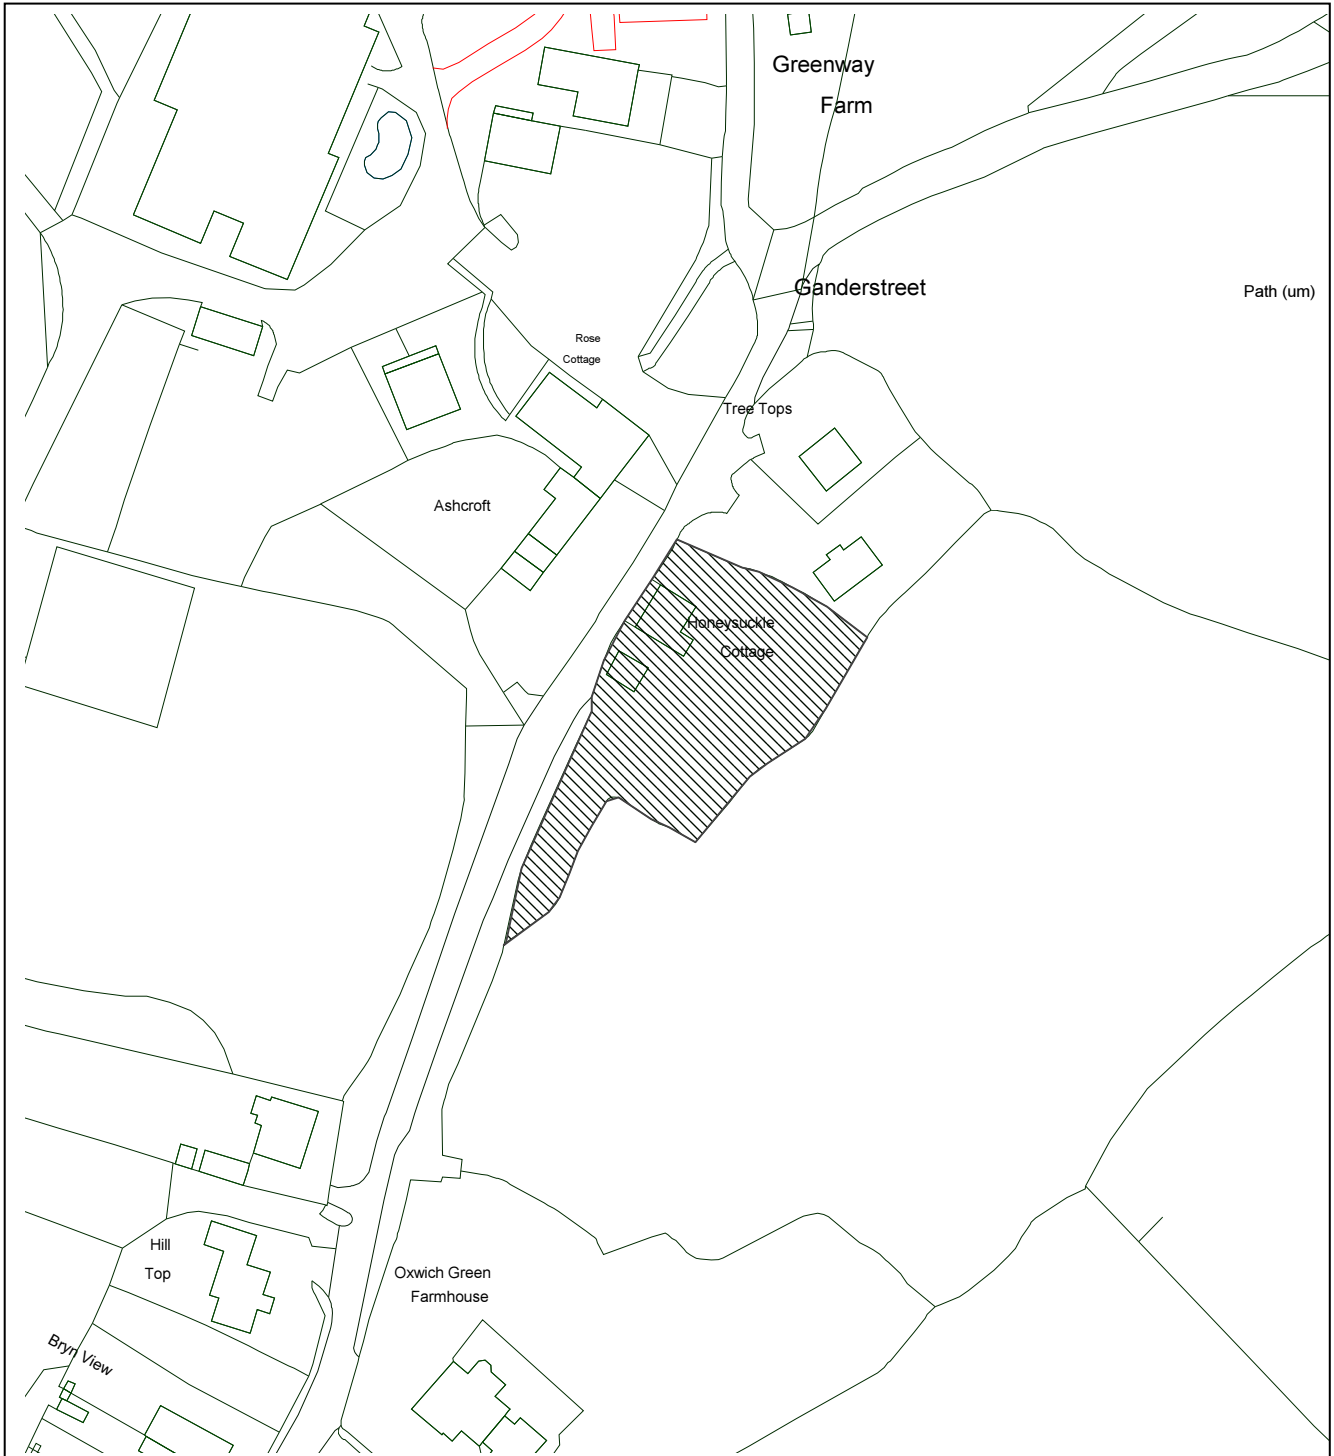 Greenway
Farm
Ganderstreet
Path (um)
Rose
Cottage
Tree Tops
Ashcroft
Honeysuckle
Cottage
Hill
Top
Oxwich Green
Farmhouse
Bryn View